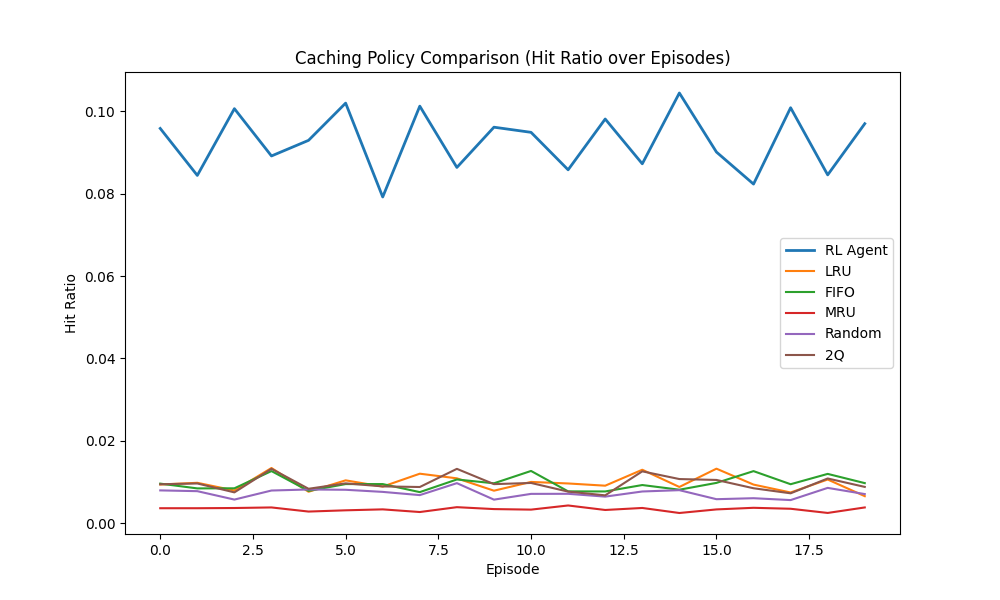 Caching Policy Comparison (Hit Ratio over Episodes)
Hit Ratio
0.10
0.08
0.06
0.04
0.02
0.00
RL Agent
LRU
FIFO
MRU
Random
2Q
0.0 2.5 5.0 7.5 10.0 12.5 15.0 17.5
Episode